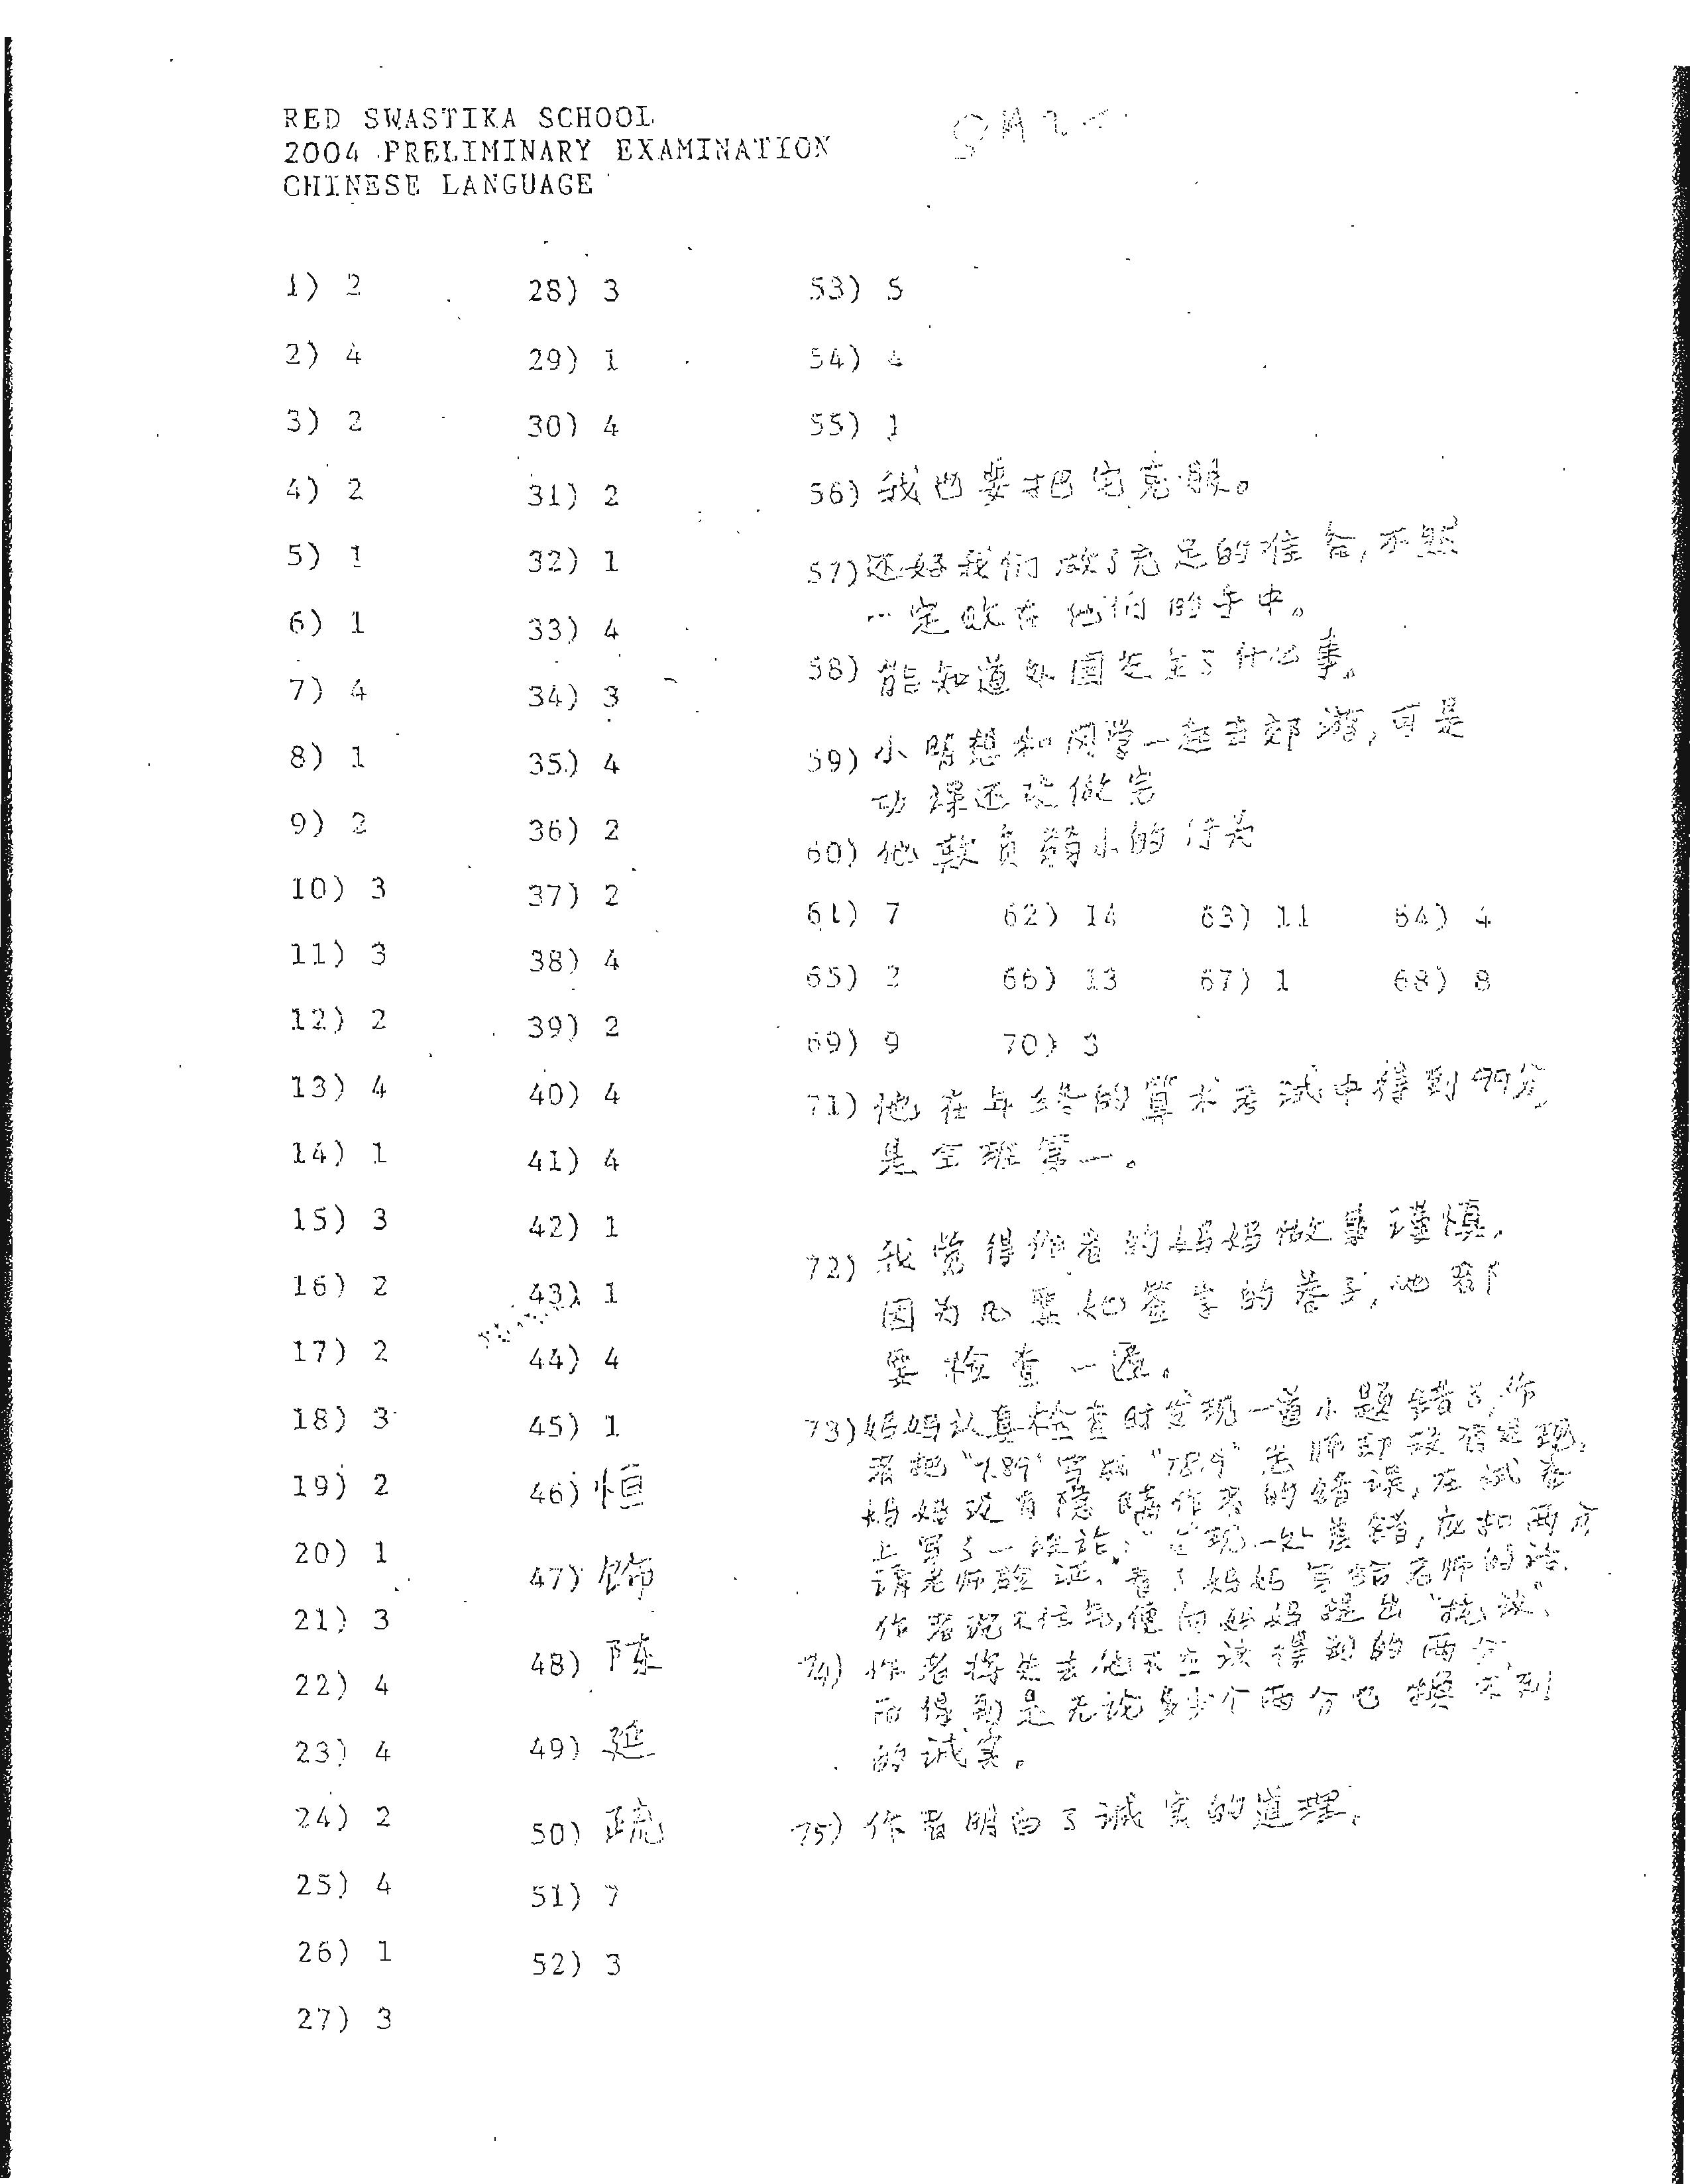 RED SWASTIKA SCHOOL
2004 PRELIMINARY EXAMINATION
CHINESE LANGUAGE
1) 2
2) 4
3) 2
4) 2
5) 1
6) 1
7) 4
8) 1
9) 2
10) 3
11) 3
12) 2
13) 4
14) 1
15) 3
16) 2
17) 2
18) 3
19) 2
20) 1
21) 3
22) 4
23) 4
24) 2
25) 4
26) 1
27) 3
28) 3
29) 1
30) 4
31) 2
32) 1
33) 4
34) 3
35) 4
36) 2
37) 2
38) 4
39) 2
40) 4
41) 4
42) 1
43) 1
44) 4
45) 1
46) 恒
47) 饰
48) 陈
49) 延
50) 疏
51) 7
52) 3
53) 5
54) 4
55) 1
56) 我也要把它克服。
57) 还好我们做了充足的准备,不然
一定败在他们的手中。
58) 能知道外国发生了什么事。
59) 小明想和同学一起去郊游,可是
功课还没做完
60) 他欺负弱小的行为
61) 7 62) 14 63) 11 64) 4
65) 2 66) 13 67) 1 68) 8
69) 9 70) 3
71) 他在年终的算术考试中得到99分,
是全班第一。
72) 我觉得作者的妈妈做事谨慎,
因为凡要她签字的卷子,她都
要检查一遍。
73) 妈妈认真检查时发现一道小题错了,作
者把"7.89"写成"78.9"老师却没有发现,
妈妈没有隐瞒作者的错误,在试卷
上写了一段话:"发现一处差错,应扣两分
请老师验证。看了妈妈写给老师的话,
作者沉不住气,便向妈妈提出"抗议"。
74) 作者将失去他不应该得到的两分,
而得到是无论多少个两分也换不到
的诚实。
75) 作者明白了诚实的道理。